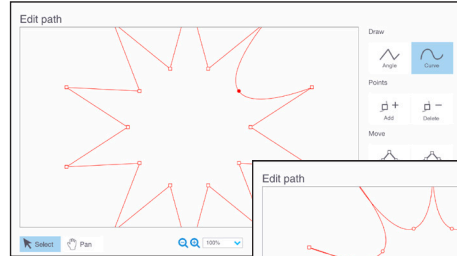 Edit path
Draw
Angle
Curve
Points
Add
Delete
Move
Edit path
Select
Pan
100%